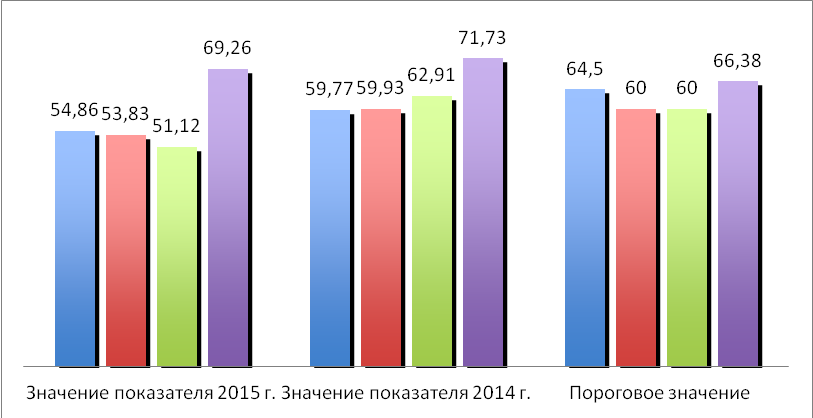 54,86 53,83 51,12 69,26
59,77 59,93 62,91 71,73
64,5 60 60 66,38
Значение показателя 2015 г. Значение показателя 2014 г. Пороговое значение